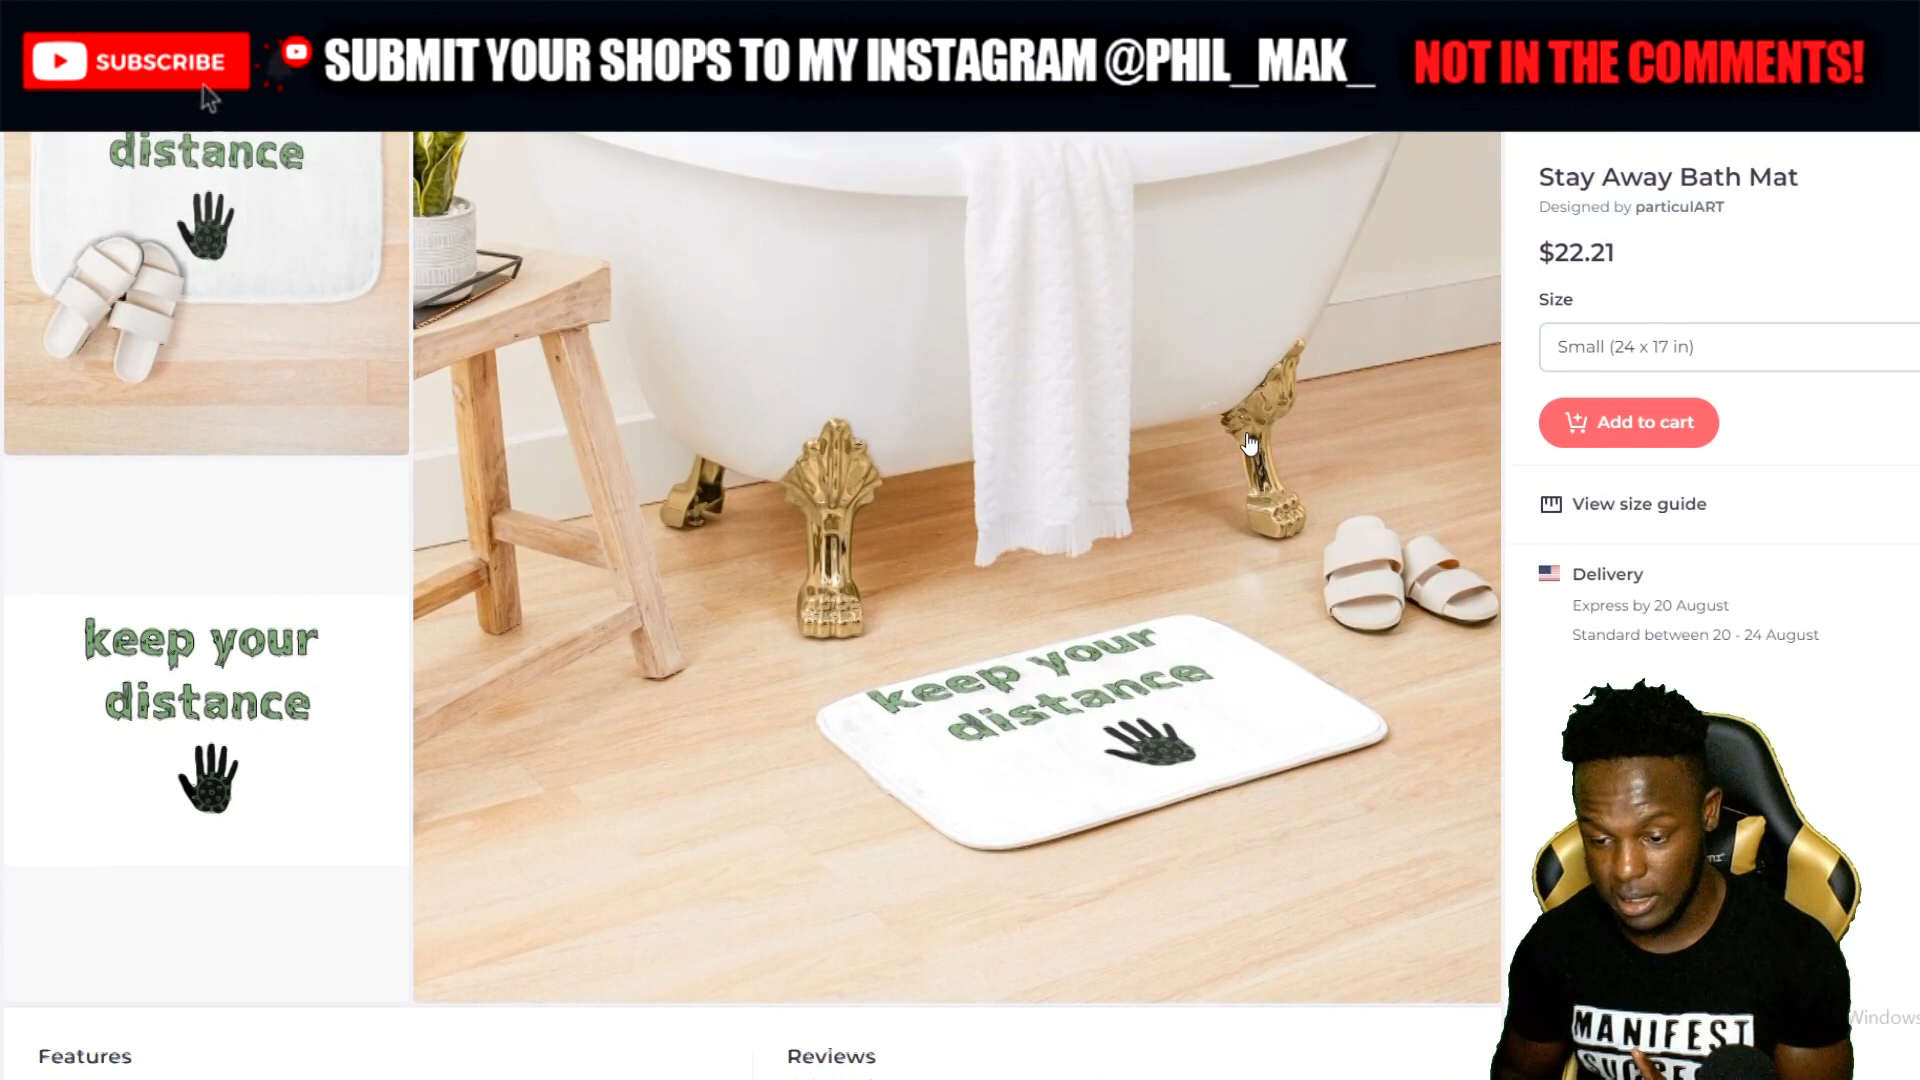 SUBSCRIBE
SUBMIT YOUR SHOPS TO MY INSTAGRAM @PHIL_MAK_
NOT IN THE COMMENTS!
distance
keep your
distance
keep your
distance
Stay Away Bath Mat
Designed by particulART
$22.21
Size
Small (24 x 17 in)
Add to cart
View size guide
Delivery
Express by 20 August
Standard between 20 - 24 August
MANIFEST
Windows
Features
Reviews